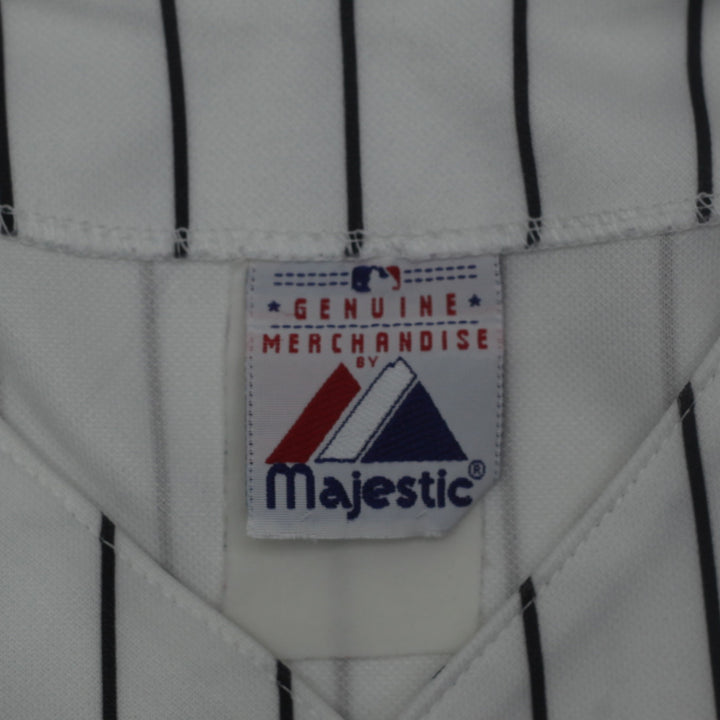 * GENUINE *
MERCHANDISE
BY
Majestic®